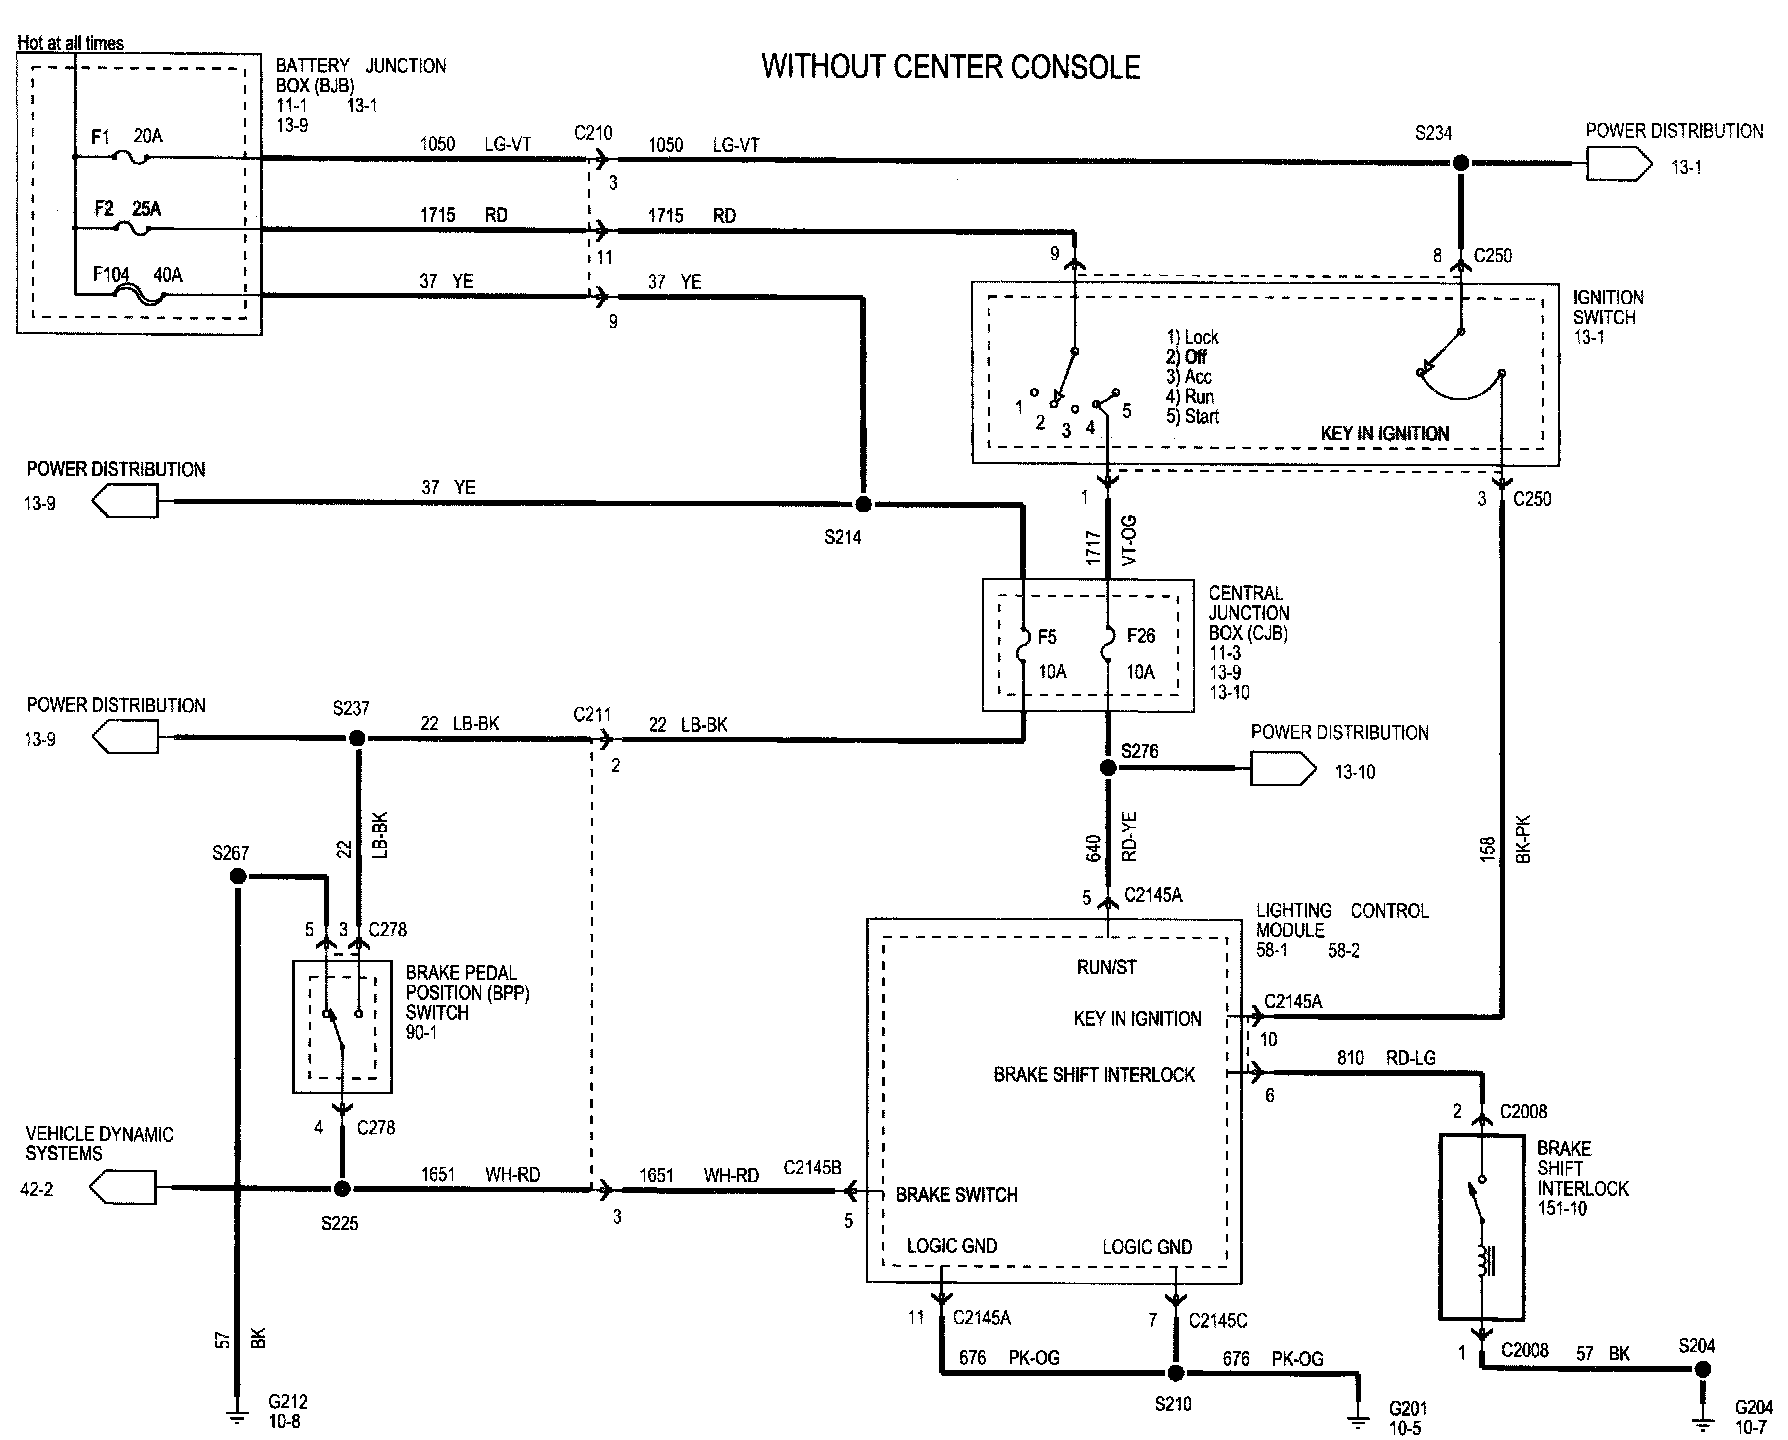 Hot at all times
WITHOUT CENTER CONSOLE
BATTERY JUNCTION
BOX (BJB)
11-1 13-1
13-9
F1 20A
1050 LG-VT
C210
3
1050 LG-VT
S234
POWER DISTRIBUTION
13-1
F2 25A
1715 RD
11
1715 RD
9
8 C250
F104 40A
37 YE
9
37 YE
IGNITION
SWITCH
13-1
1) Lock
2) Off
3) Acc
4) Run
5) Start
1
2
3
4
5
KEY IN IGNITION
POWER DISTRIBUTION
13-9
37 YE
S214
1
3 C250
1717
VT-OG
CENTRAL
JUNCTION
BOX (CJB)
11-3
13-9
13-10
F5
10A
F26
10A
POWER DISTRIBUTION
13-9
S237
22 LB-BK
C211
2
22 LB-BK
S276
POWER DISTRIBUTION
13-10
22
LB-BK
640
RD-YE
158
BK-PK
S267
5 3 C278
5 C2145A
LIGHTING CONTROL
MODULE
58-1 58-2
BRAKE PEDAL
POSITION (BPP)
SWITCH
90-1
RUN/ST
KEY IN IGNITION
C2145A
10
BRAKE SHIFT INTERLOCK
6
810 RD-LG
2 C2008
BRAKE
SHIFT
INTERLOCK
151-10
4 C278
VEHICLE DYNAMIC
SYSTEMS
42-2
S225
1651 WH-RD
3
1651 WH-RD
C2145B
5
BRAKE SWITCH
LOGIC GND
LOGIC GND
11 C2145A
7 C2145C
676 PK-OG
S210
676 PK-OG
G201
10-5
1 C2008
57 BK
S204
G204
10-7
57
BK
G212
10-8